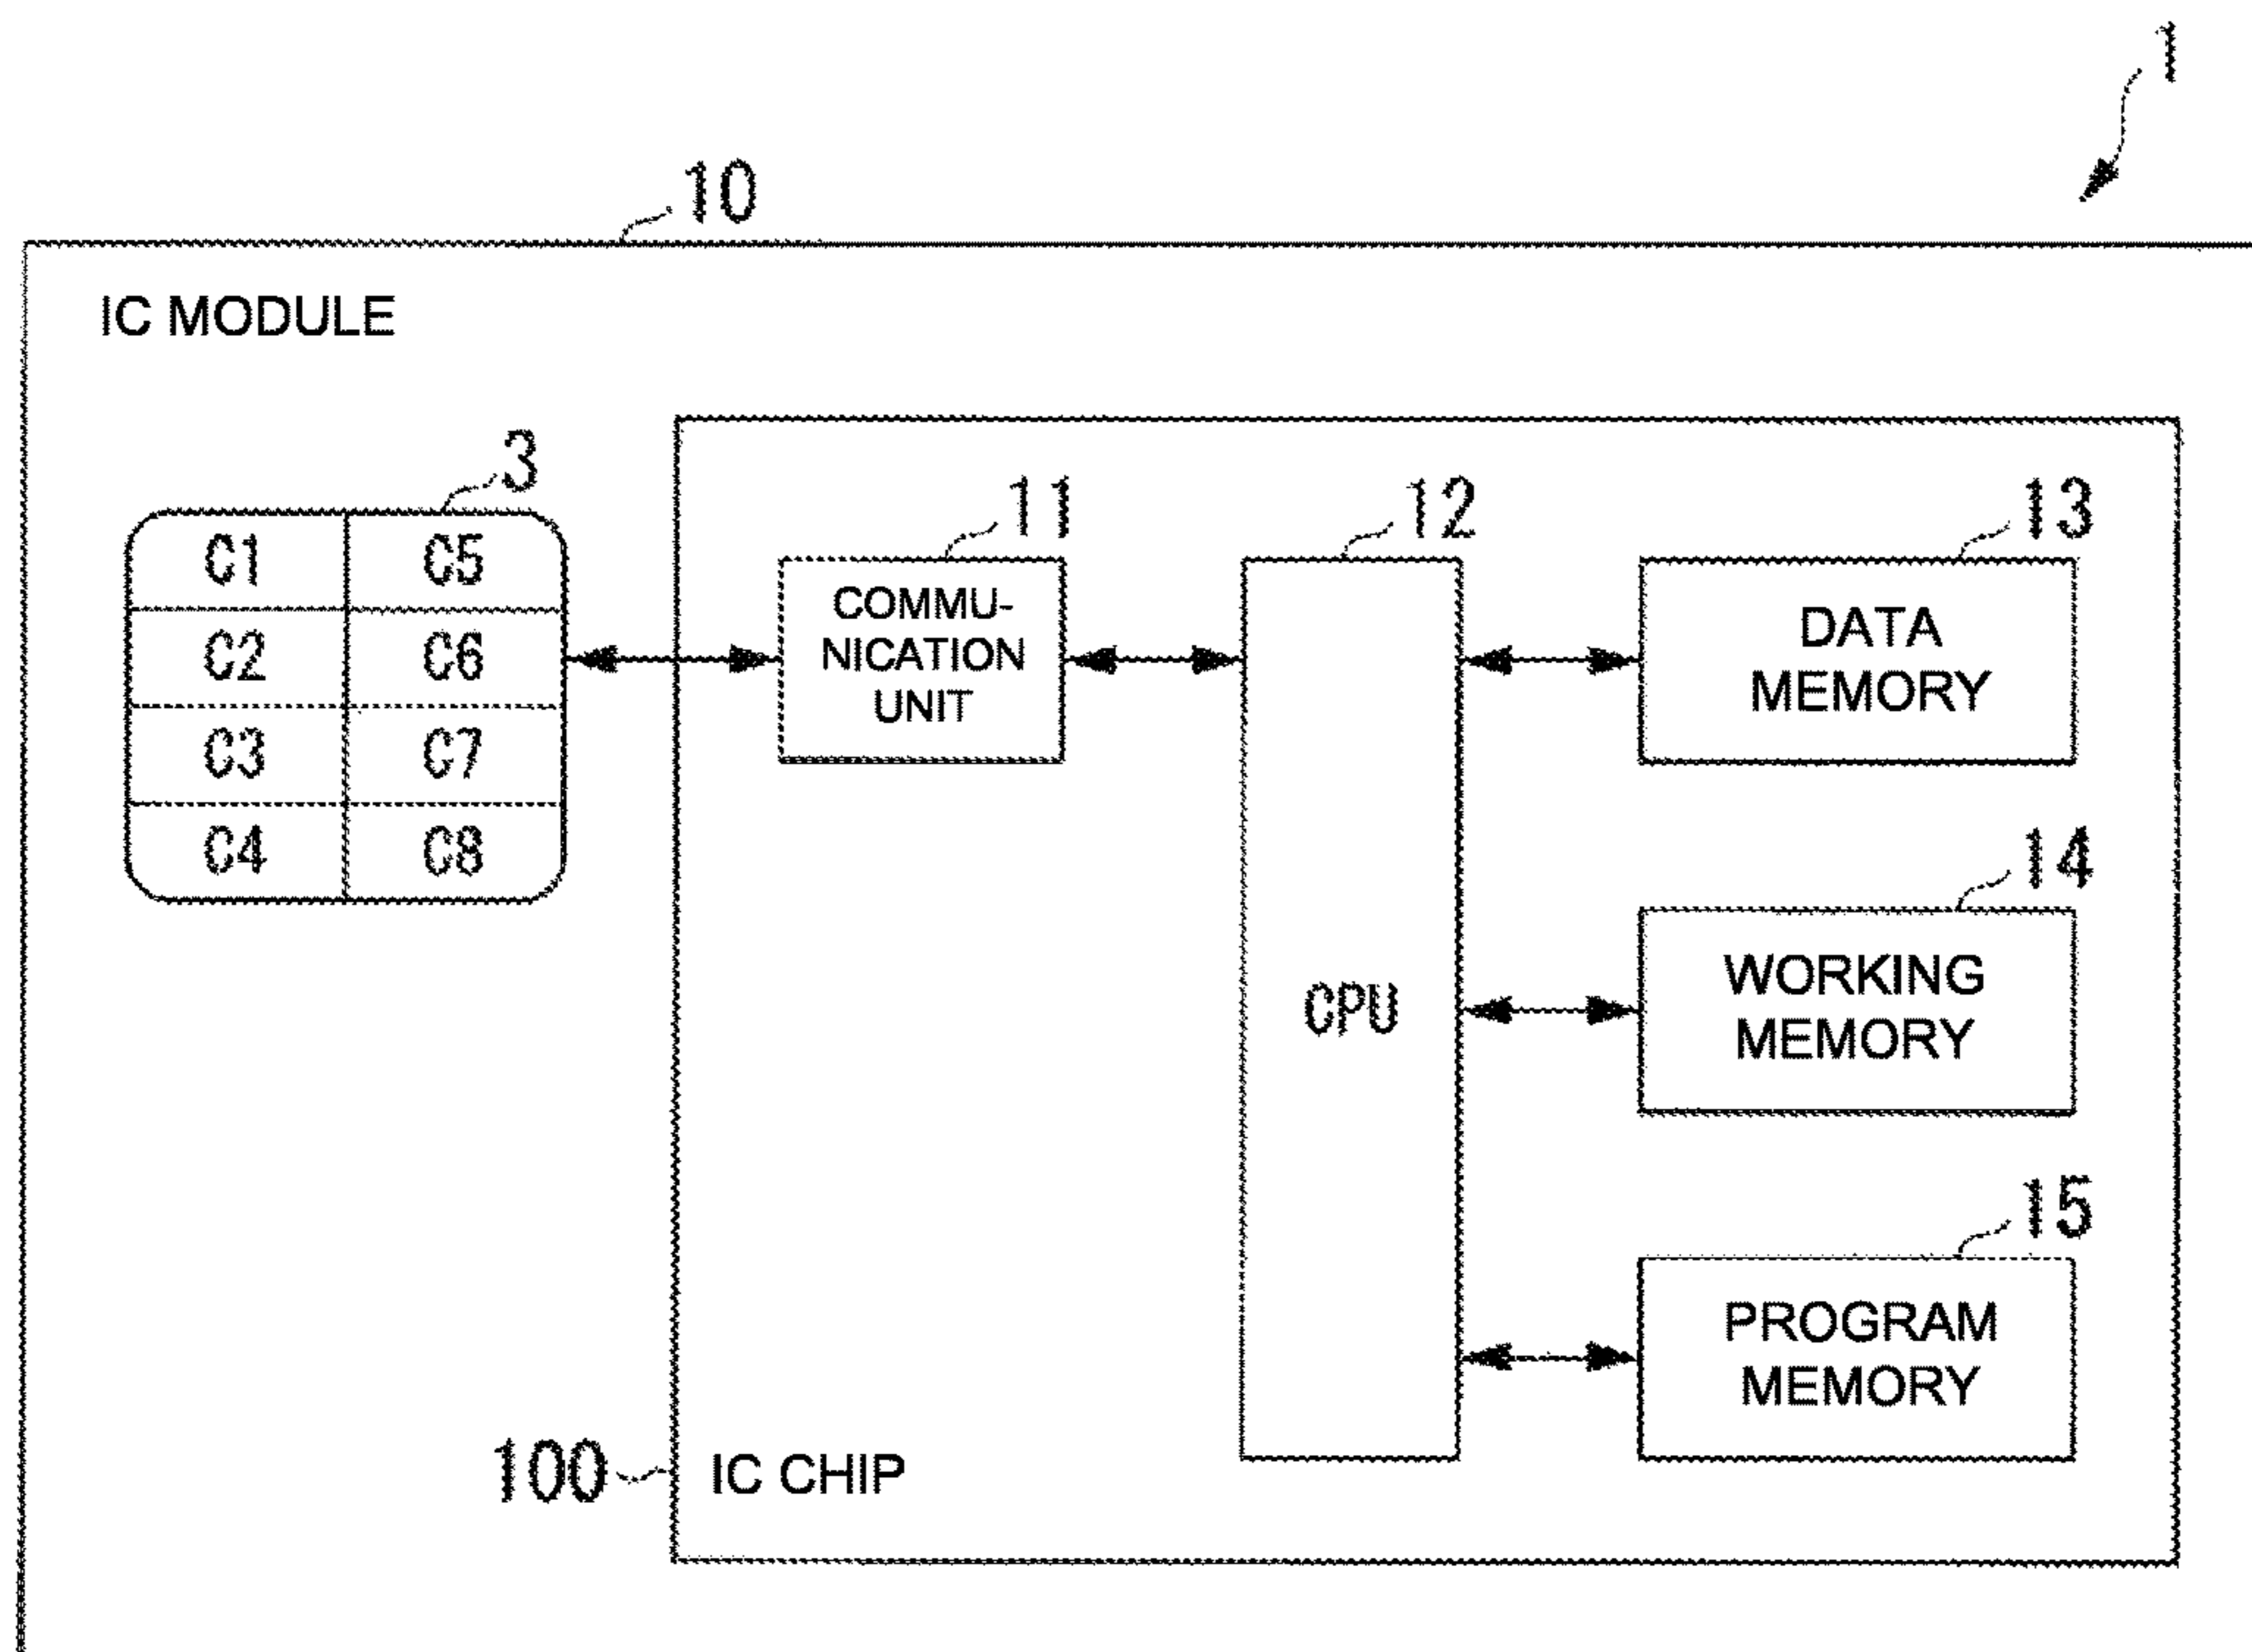 1
10
IC MODULE
3
11
12
13
C1
C5
C2
C6
C3
C7
C4
C8
COMMU-
NICATION
UNIT
DATA
MEMORY
14
CPU
WORKING
MEMORY
15
PROGRAM
MEMORY
100
IC CHIP